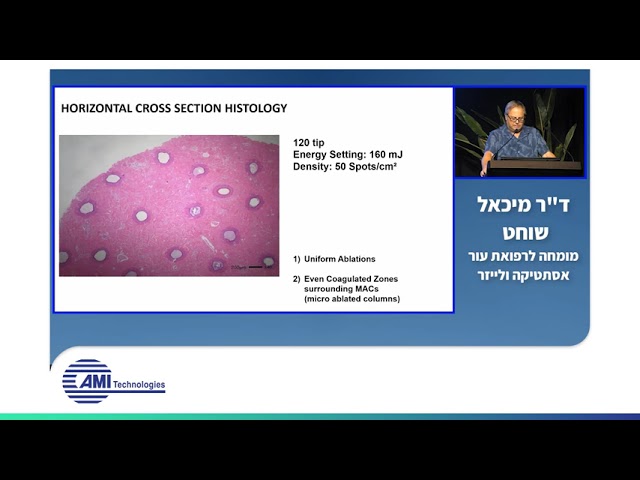 HORIZONTAL CROSS SECTION HISTOLOGY
120 tip
Energy Setting: 160 mJ
Density: 50 Spots/cm²
1) Uniform Ablations
2) Even Coagulated Zones
surrounding MACs
(micro ablated columns)
ד"ר מיכאל
שוחט
מומחה לרפואת עור
אסתטיקה ולייזר
AMI Technologies